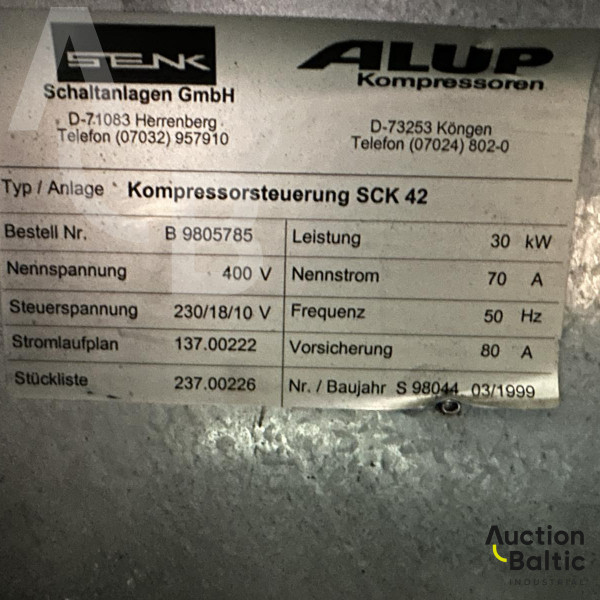 SENK
Schaltanlagen GmbH
D-71083 Herrenberg
Telefon (07032) 957910
ALUP
Kompressoren
D-73253 Köngen
Telefon (07024) 802-0
Typ / Anlage Kompressorsteuerung SCK 42
Bestell Nr. B 9805785
Nennspannung 400 V
Steuerspannung 230/18/10 V
Stromlaufplan 137.00222
Stückliste 237.00226
Leistung 30 kW
Nennstrom 70 A
Frequenz 50 Hz
Vorsicherung 80 A
Nr. / Baujahr S 98044 03/1999
Auction
Baltic
INDUSTRIAL